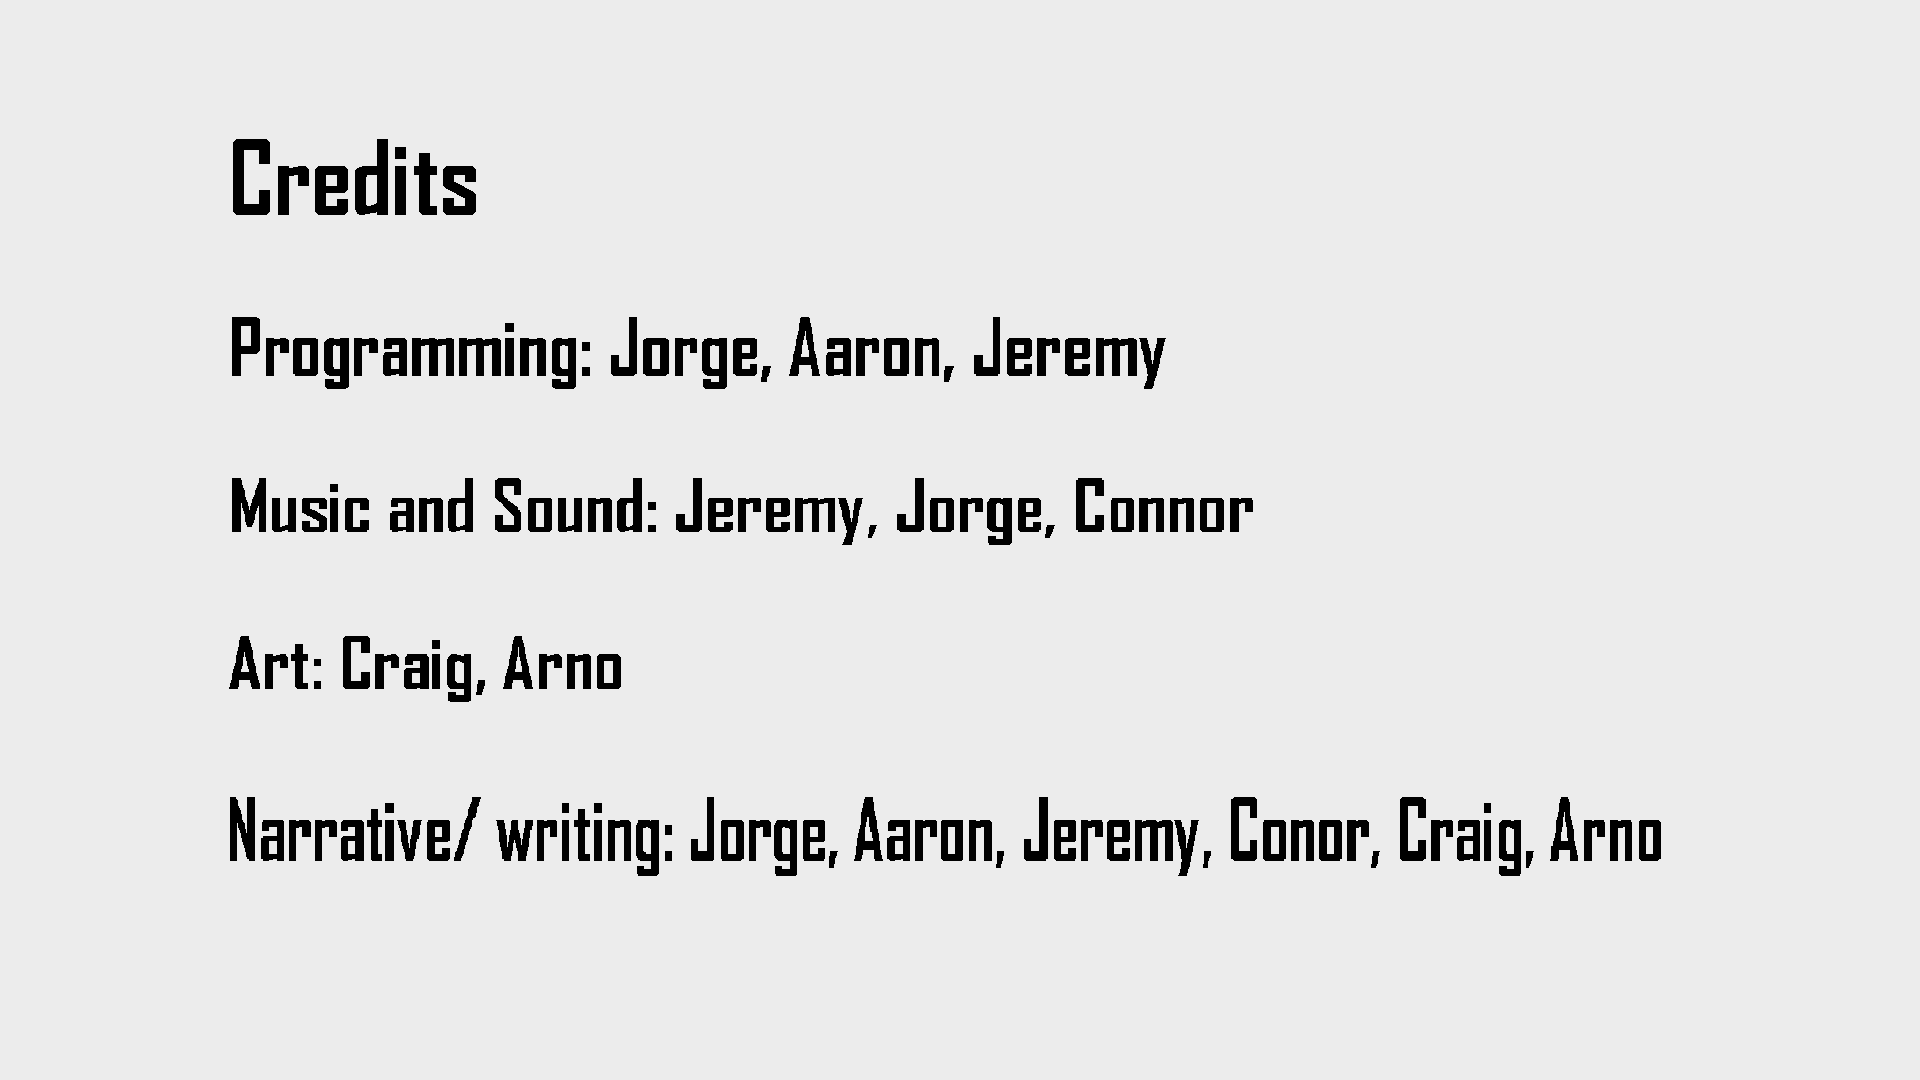 Credits
Programming: Jorge, Aaron, Jeremy
Music and Sound: Jeremy, Jorge, Connor
Art: Craig, Arno
Narrative/ writing: Jorge, Aaron, Jeremy, Conor, Craig, Arno